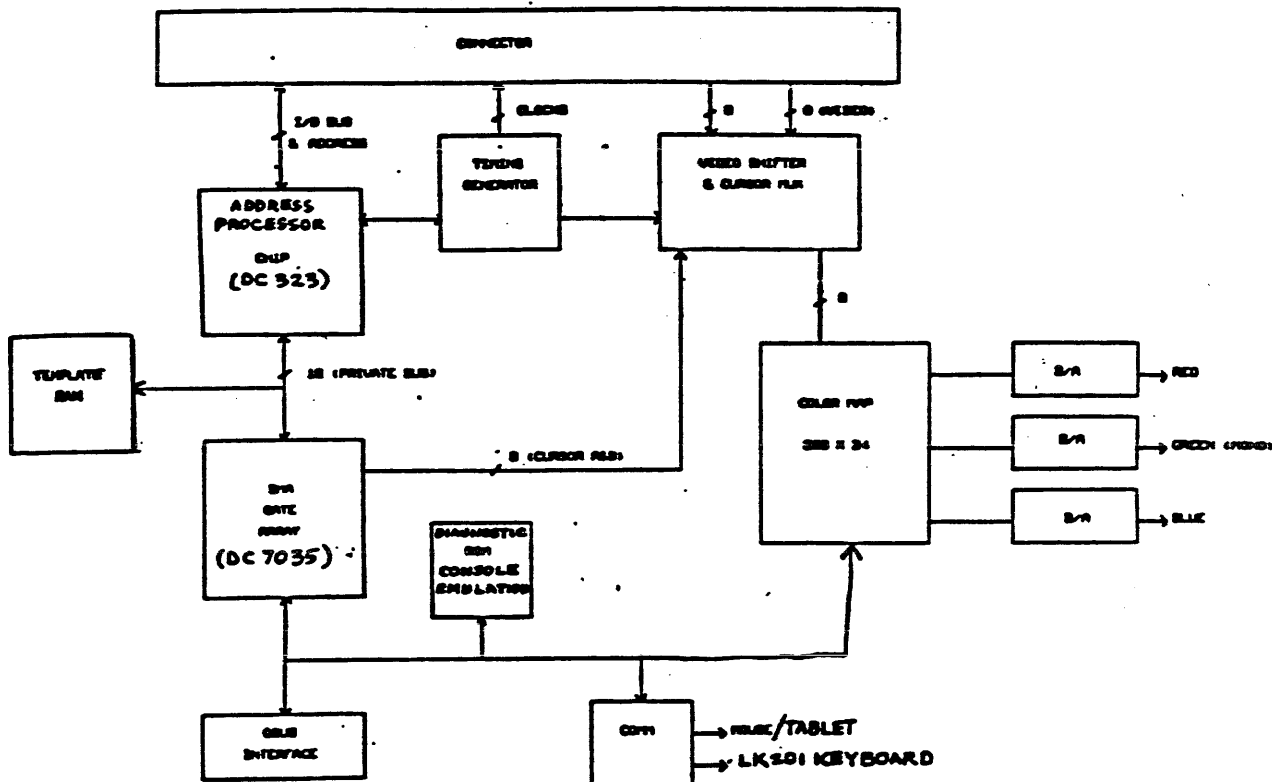 CONNECTOR
I/O BUS
& ADDRESS
CLOCKS
8
8 (VIDEO)
TIMING
GENERATOR
VIDEO SHIFTER
& CURSOR MUX
ADDRESS
PROCESSOR
CHIP
(DC 323)
8
TEMPLATE
RAM
16 (PRIVATE BUS)
COLOR MAP
256 X 24
D/A
RED
D/A
GREEN (MONO)
D/A
BLUE
DMA
GATE
ARRAY
(DC 7035)
8 (CURSOR A&B)
DIAGNOSTIC
ROM
CONSOLE
EMULATION
QBUS
INTERFACE
COMM
MOUSE/TABLET
LK201 KEYBOARD